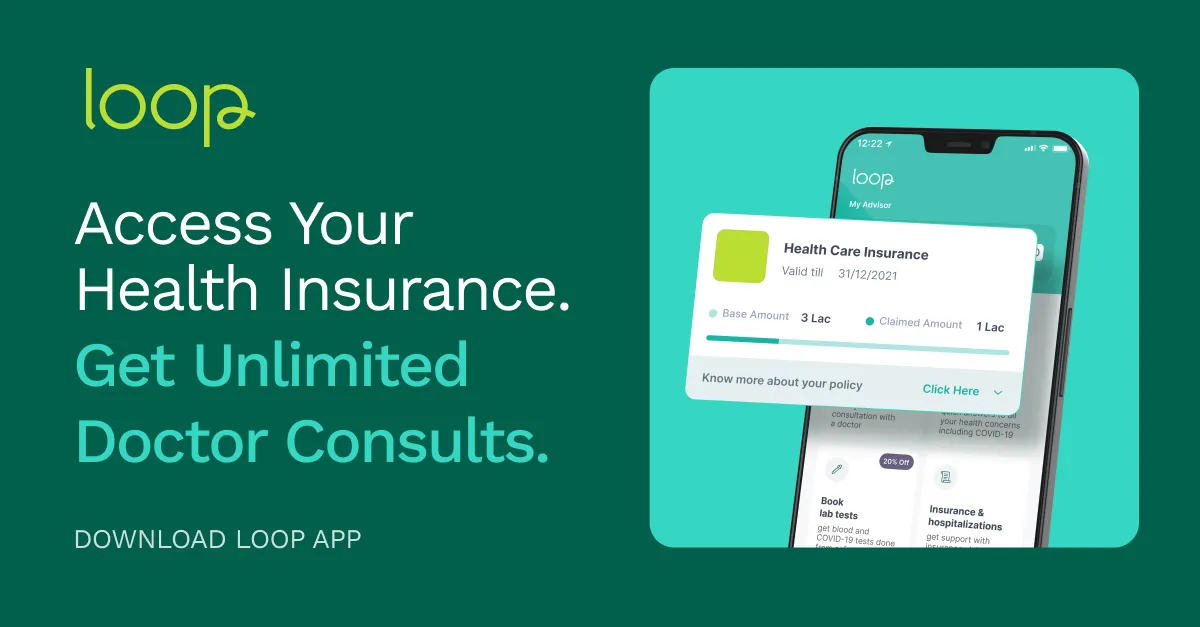 loop
Access Your
Health Insurance.
Get Unlimited
Doctor Consults.
DOWNLOAD LOOP APP
12:22
loop
My Advisor
Health Care Insurance
Valid till 31/12/2021
Base Amount 3 Lac
Claimed Amount 1 Lac
Know more about your policy
Click Here
consultation with
a doctor
your health concerns
including COVID-19
20% Off
Book
lab tests
get blood and
COVID-19 tests done
Insurance &
hospitalizations
get support with